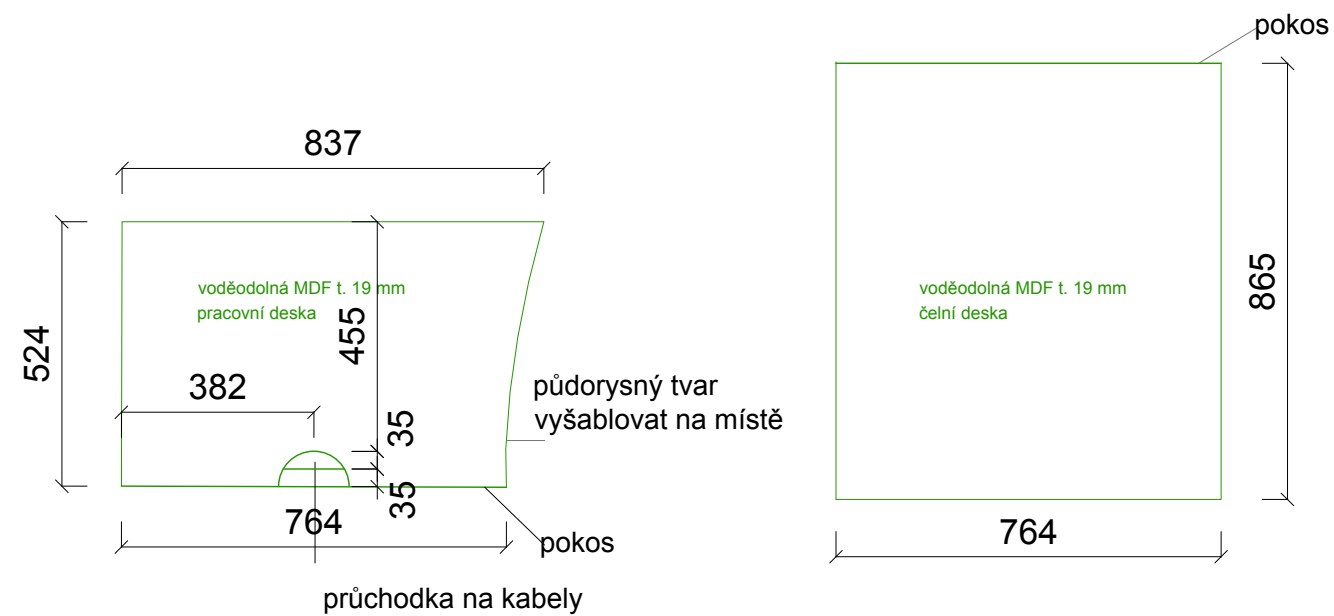 pokos
837
voděodolná MDF t. 19 mm
pracovní deska
524
455
382
35
35
půdorysný tvar
vyšablovat na místě
764
pokos
průchodka na kabely
voděodolná MDF t. 19 mm
čelní deska
865
764